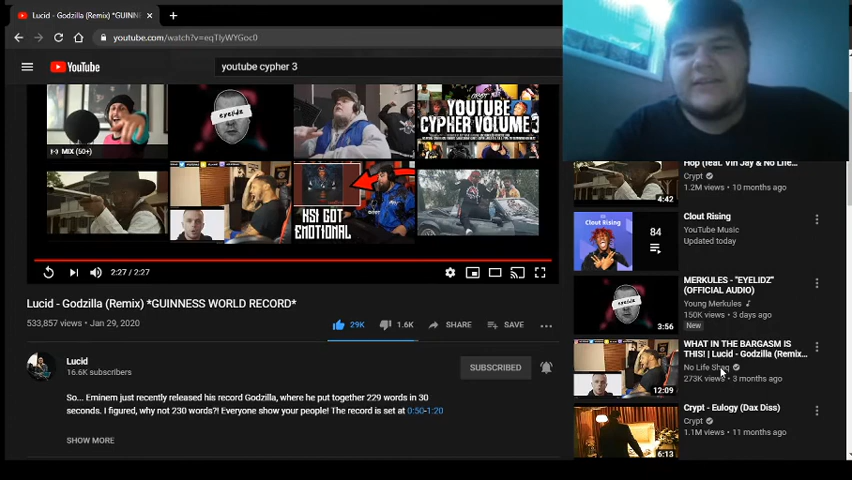 Lucid - Godzilla (Remix) *GUINN
youtube.com/watch?v=eqTlyWYGoc0
YouTube
youtube cypher 3
MIX (50+)
eyelidz
YOUTUBE
CYPHER VOLUME 3
KSI GOT
EMOTIONAL
2:27 / 2:27
Lucid - Godzilla (Remix) *GUINNESS WORLD RECORD*
533,857 views • Jan 29, 2020
29K
1.6K
SHARE
SAVE
Lucid
16.6K subscribers
SUBSCRIBED
So... Eminem just recently released his record Godzilla, where he put together 229 words in 30
seconds. I figured, why not 230 words?! Everyone show your people! The record is set at 0:50-1:20
SHOW MORE
Hop (feat. Vin Jay & No Life...
Crypt
1.2M views • 10 months ago
4:42
Clout Rising
84
Clout Rising
YouTube Music
Updated today
eyelidz
3:56
MERKULES - "EYELIDZ"
(OFFICIAL AUDIO)
Young Merkules
150K views • 3 days ago
New
12:09
WHAT IN THE BARGASM IS
THIS! | Lucid - Godzilla (Remix...
No Life Shaq
273K views • 3 months ago
6:13
Crypt - Eulogy (Dax Diss)
Crypt
1.1M views • 11 months ago